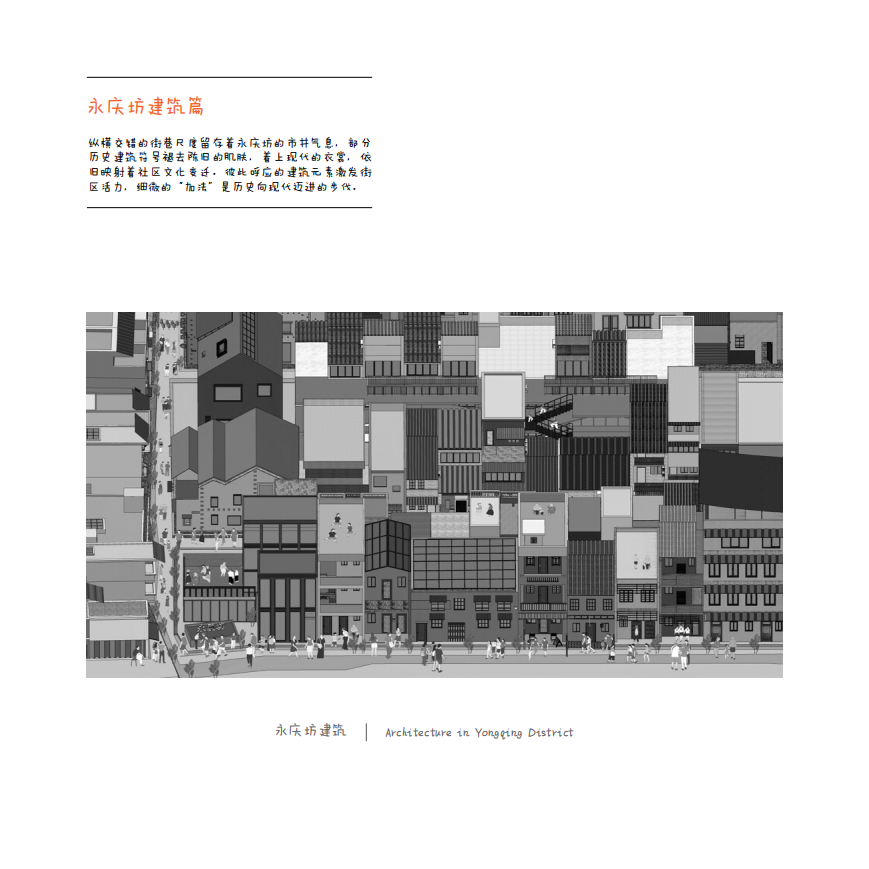 永庆坊建筑篇
纵横交错的街巷尺度留存着永庆坊的市井气息，部分
历史建筑符号褪去陈旧的肌肤，着上现代的衣裳，依
旧映射着社区文化变迁。彼此呼应的建筑元素激发街
区活力，细微的“加法”是历史向现代迈进的步伐。
永庆坊建筑 | Architecture in Yongqing District